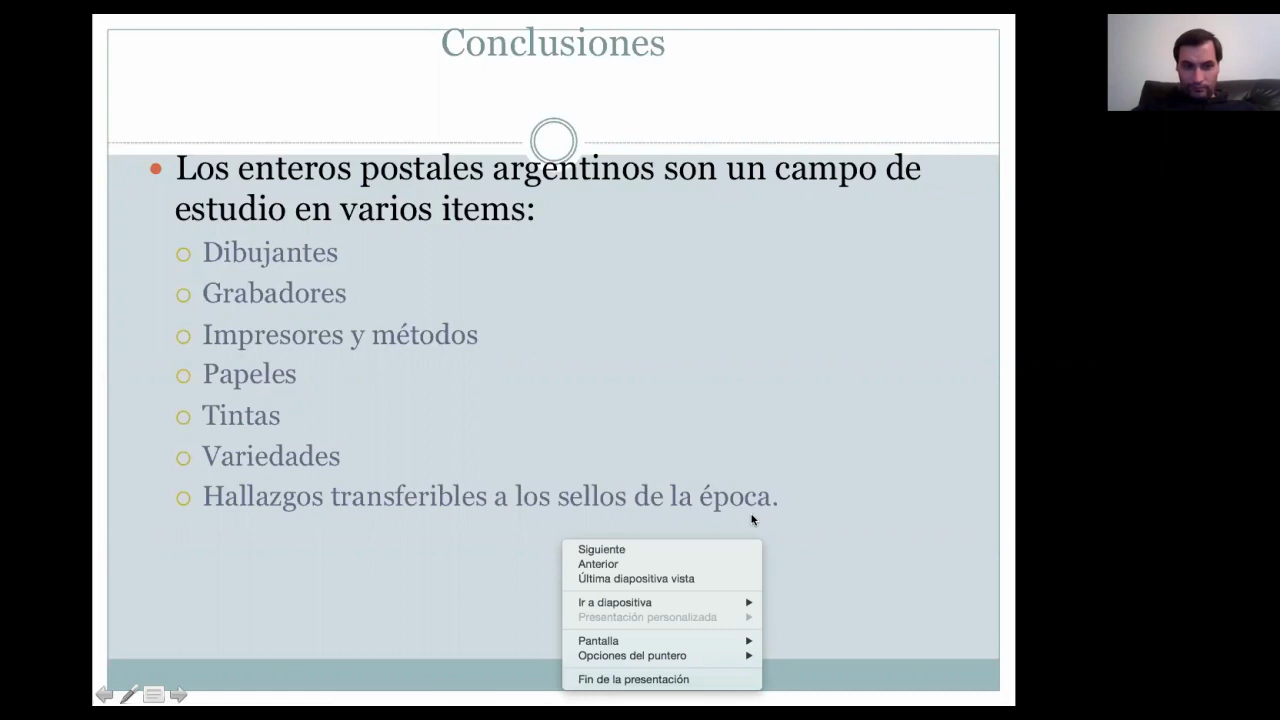 Conclusiones
Los enteros postales argentinos son un campo de
estudio en varios items:
Dibujantes
Grabadores
Impresores y métodos
Papeles
Tintas
Variedades
Hallazgos transferibles a los sellos de la época.
Siguiente
Anterior
Última diapositiva vista
Ir a diapositiva
Presentación personalizada
Pantalla
Opciones del puntero
Fin de la presentación